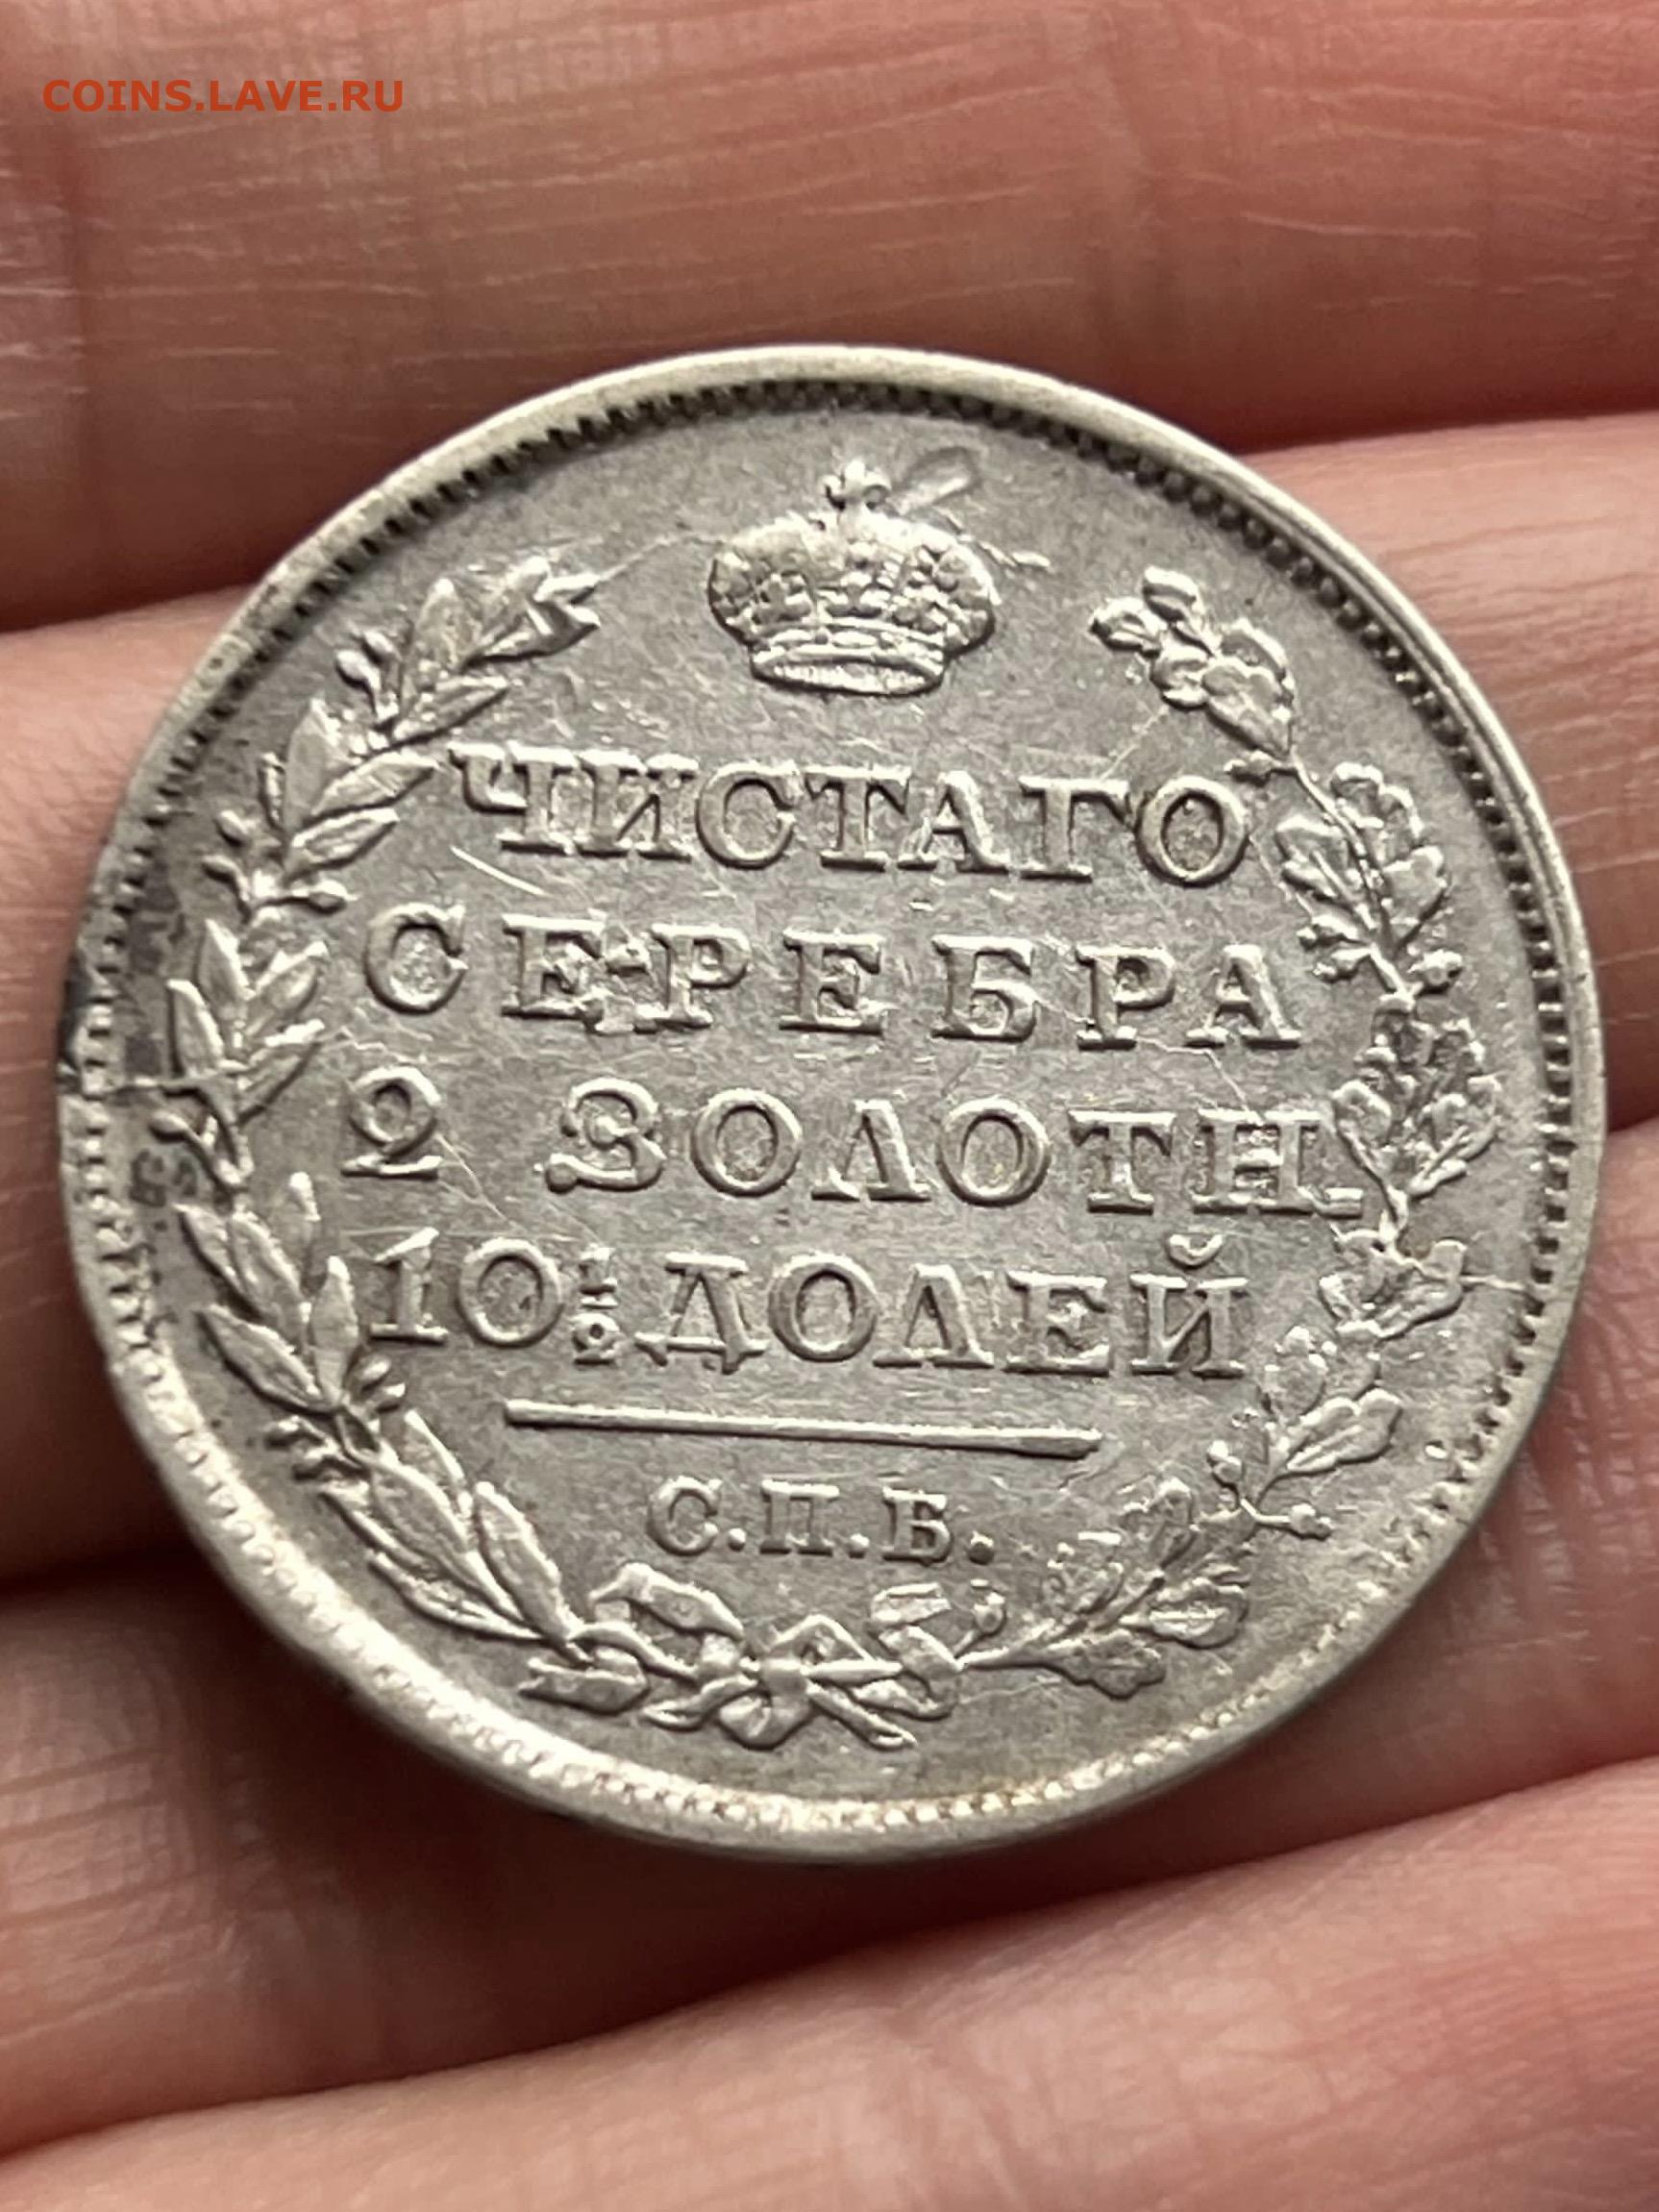 COINS.LAVE.RU
ЧИСТАГО
СЕРЕБРА
2 ЗОЛОТН.
10½ ДОЛЕЙ
С.П.Б.